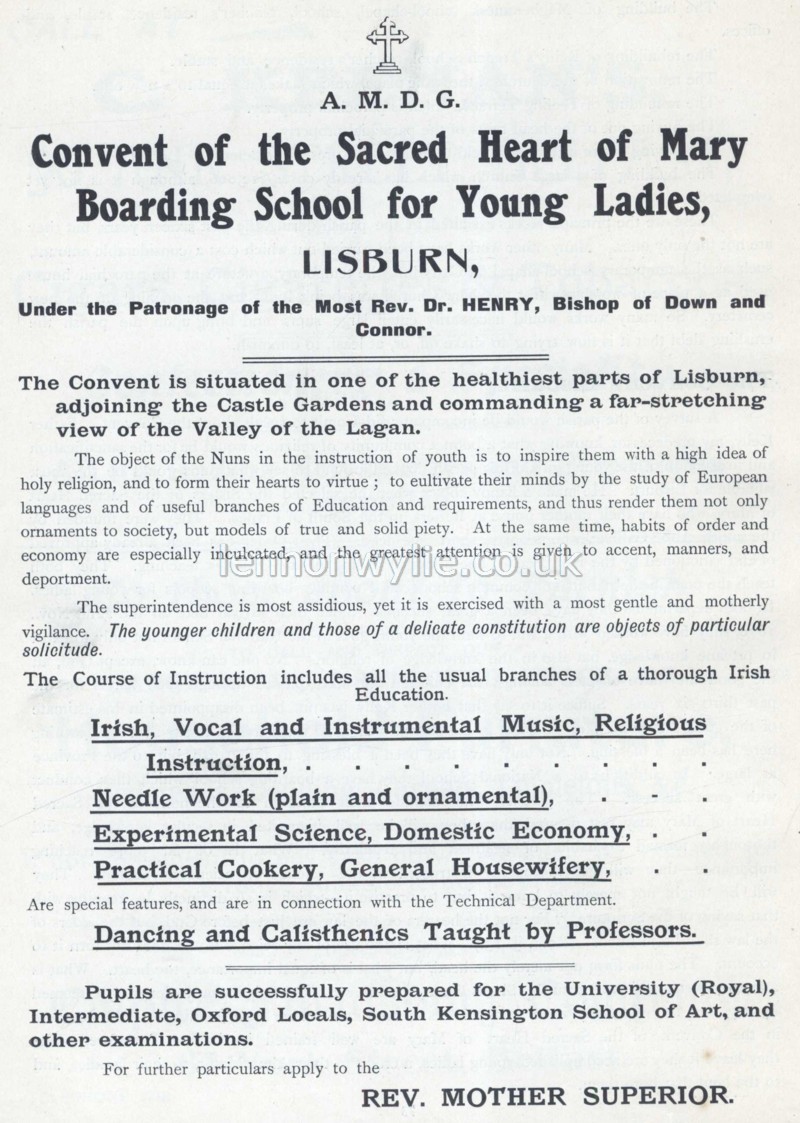 A. M. D. G.
Convent of the Sacred Heart of Mary
Boarding School for Young Ladies,
LISBURN,
Under the Patronage of the Most Rev. Dr. HENRY, Bishop of Down and
Connor.
The Convent is situated in one of the healthiest parts of Lisburn,
adjoining the Castle Gardens and commanding a far-stretching
view of the Valley of the Lagan.
The object of the Nuns in the instruction of youth is to inspire them with a high idea of
holy religion, and to form their hearts to virtue ; to eultivate their minds by the study of European
languages and of useful branches of Education and requirements, and thus render them not only
ornaments to society, but models of true and solid piety. At the same time, habits of order and
economy are especially inculcated, and the greatest attention is given to accent, manners, and
lennonwylie.co.uk
deportment.
The superintendence is most assidious, yet it is exercised with a most gentle and motherly
vigilance. The younger children and those of a delicate constitution are objects of particular
solicitude.
The Course of Instruction includes all the usual branches of a thorough Irish
Education.
Irish, Vocal and Instrumental Music, Religious
Instruction, . . . . . . . . .
Needle Work (plain and ornamental), . . .
Experimental Science, Domestic Economy, . .
Practical Cookery, General Housewifery, . . .
Are special features, and are in connection with the Technical Department.
Dancing and Calisthenics Taught by Professors.
Pupils are successfully prepared for the University (Royal),
Intermediate, Oxford Locals, South Kensington School of Art, and
other examinations.
For further particulars apply to the
REV. MOTHER SUPERIOR.